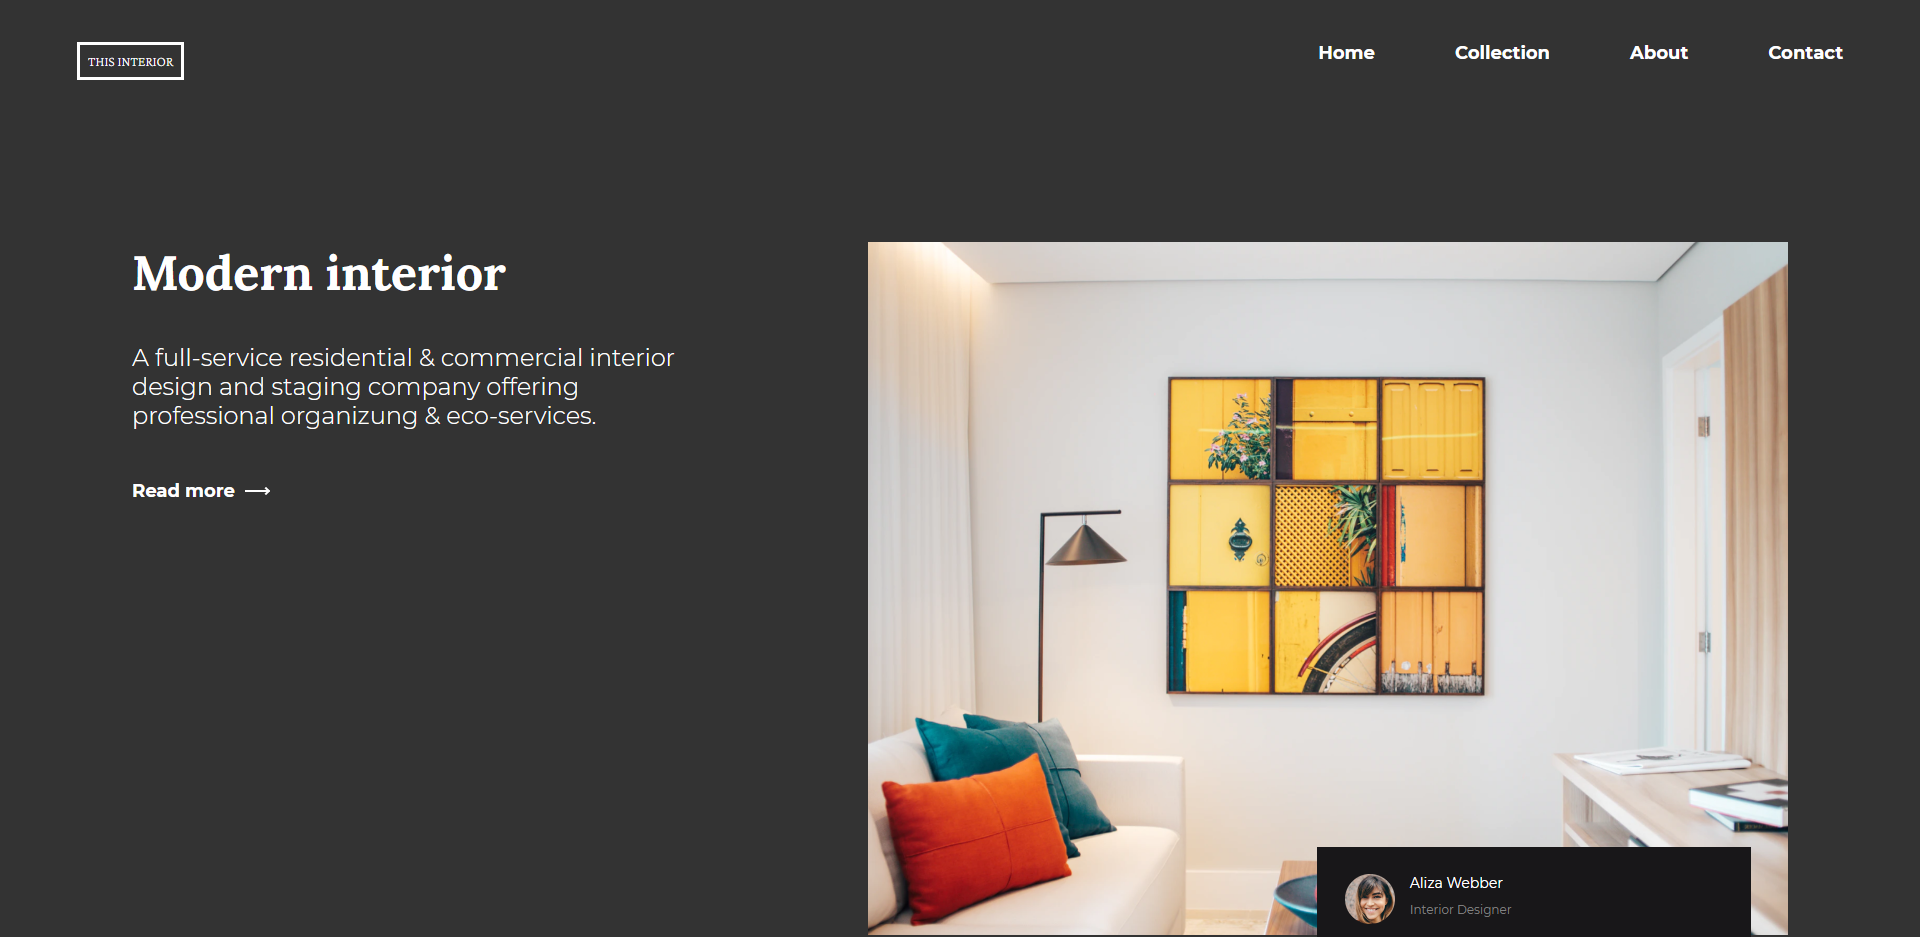 THIS INTERIOR
Home Collection About Contact
Modern interior
A full-service residential & commercial interior
design and staging company offering
professional organizung & eco-services.
Read more ⟶
Aliza Webber
Interior Designer